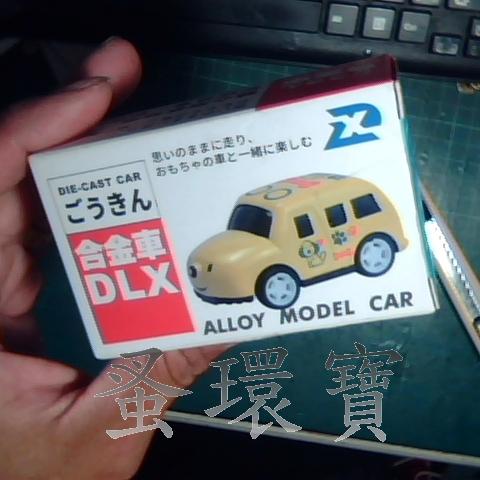 思いのままに走り、
おもちゃの車と一緒に楽しむ
DX
DIE-CAST CAR
ごうきん
合金車
DLX
ALLOY MODEL CAR
蚤環寶